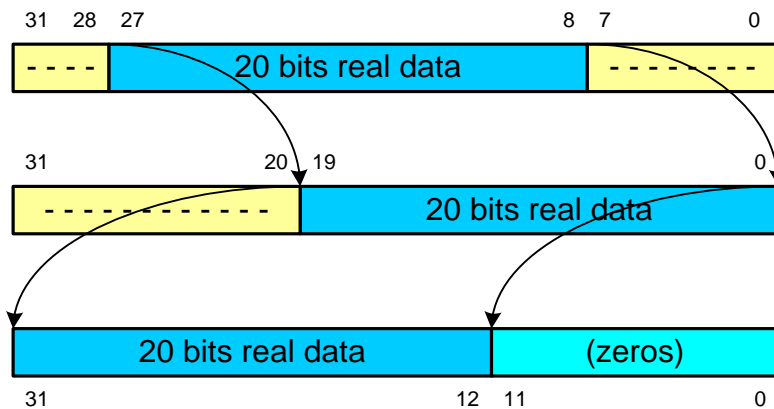 31 28 27 8 7 0
- - - - 20 bits real data - - - - - - -
31 20 19 0
- - - - - - - - - - - - 20 bits real data
20 bits real data (zeros)
31 12 11 0